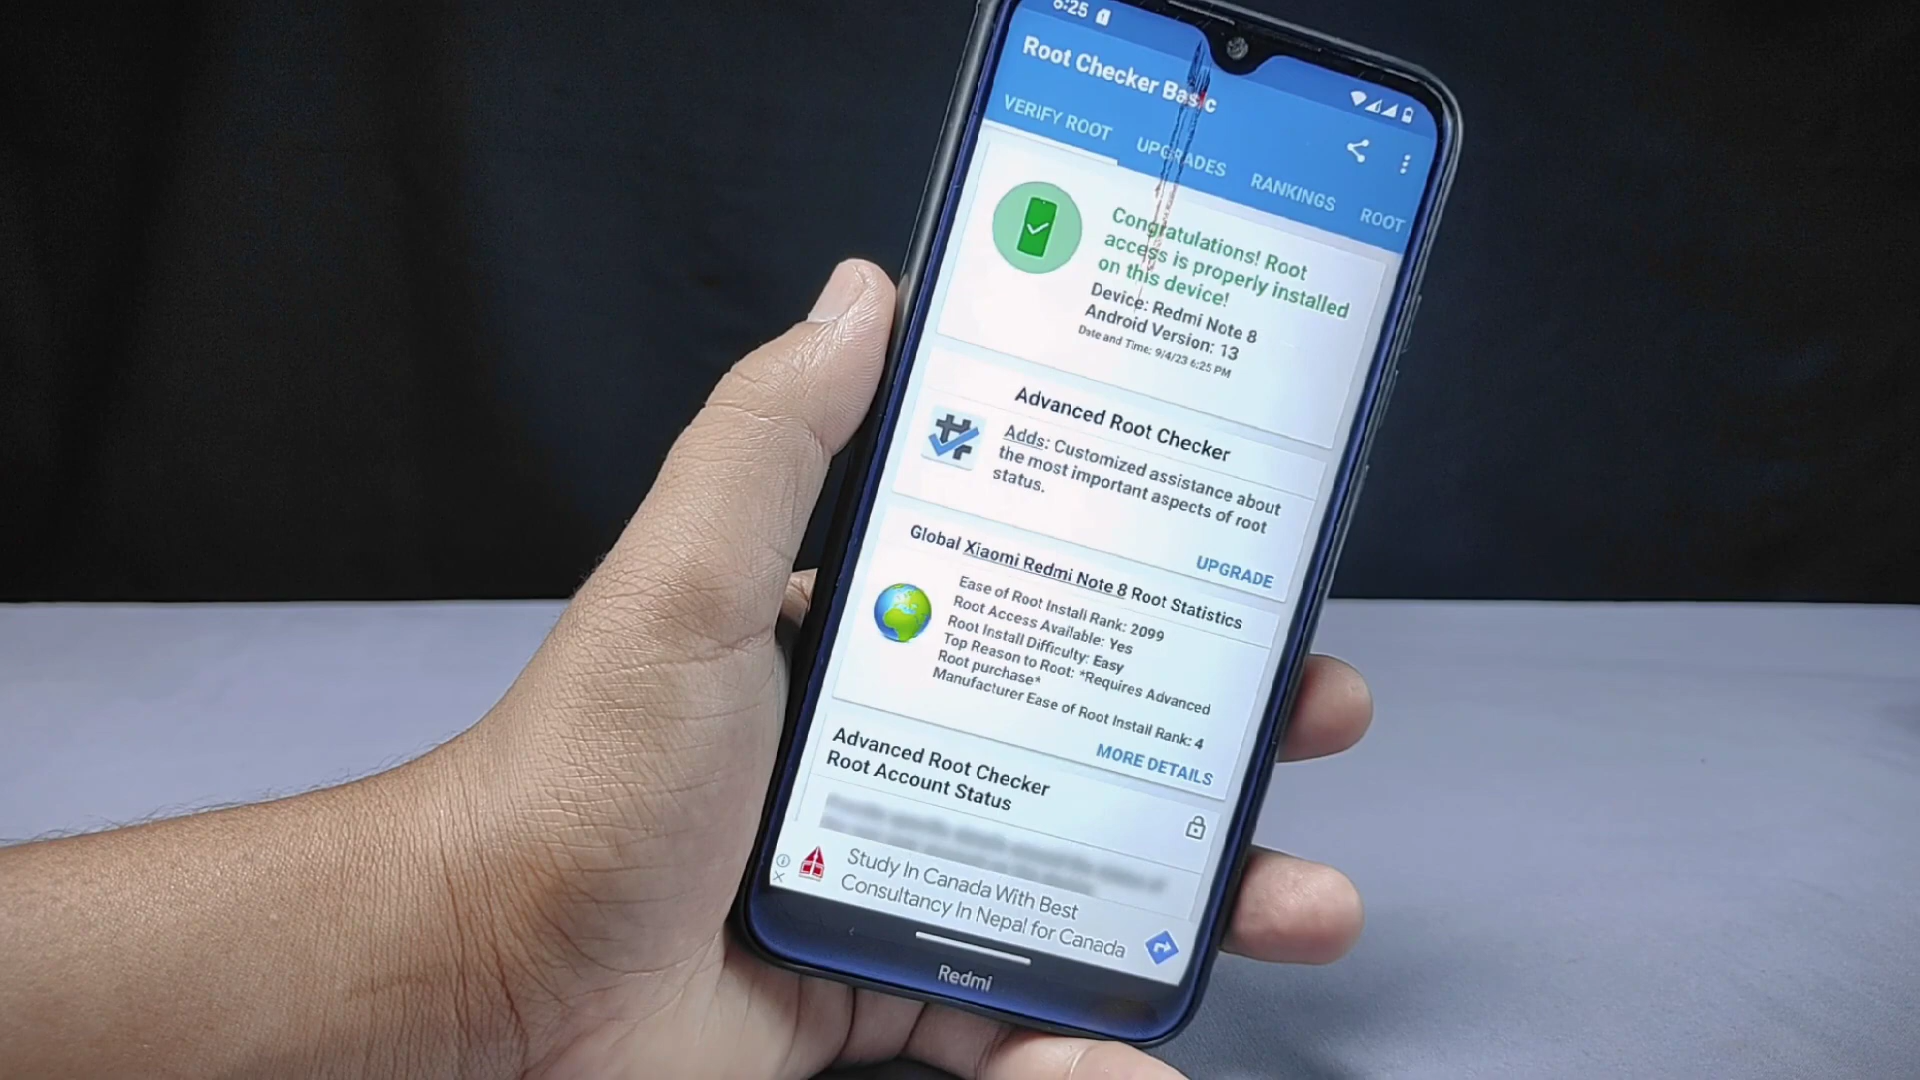 6:25
Root Checker Basic
VERIFY ROOT UPGRADES RANKINGS ROOT
Congratulations! Root
access is properly installed
on this device!
Device: Redmi Note 8
Android Version: 13
Date and Time: 9/4/23 6:25 PM
Advanced Root Checker
Adds: Customized assistance about
the most important aspects of root
status.
UPGRADE
Global Xiaomi Redmi Note 8 Root Statistics
Ease of Root Install Rank: 2099
Root Access Available: Yes
Root Install Difficulty: Easy
Top Reason to Root: *Requires Advanced
Root purchase*
Manufacturer Ease of Root Install Rank: 4
MORE DETAILS
Advanced Root Checker
Root Account Status
Study In Canada With Best
Consultancy In Nepal for Canada
Redmi